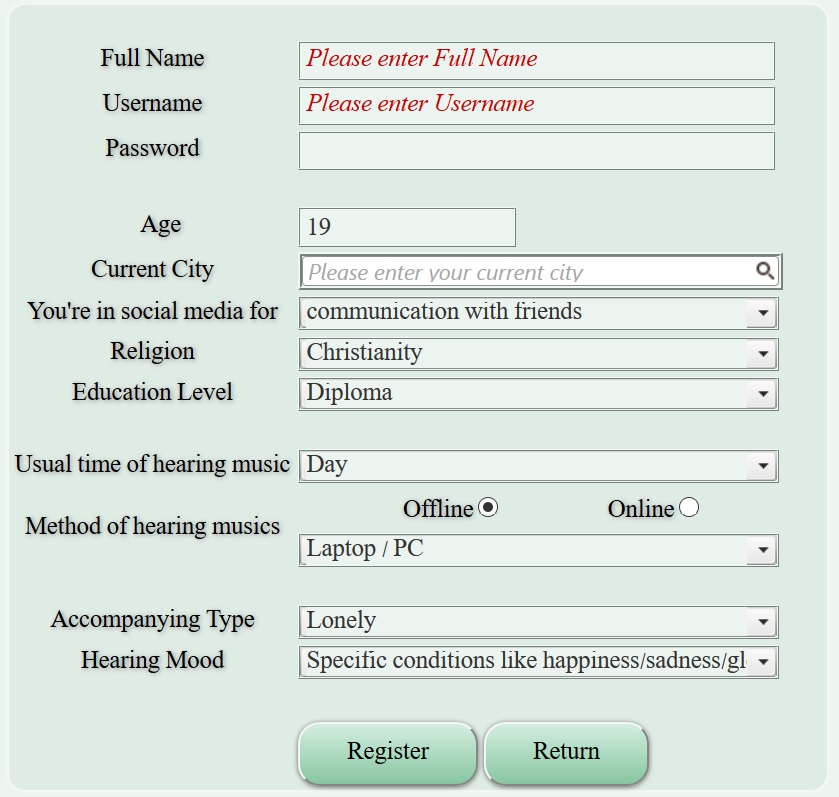 Full Name Please enter Full Name
Username Please enter Username
Password
Age 19
Current City Please enter your current city
You're in social media for communication with friends
Religion Christianity
Education Level Diploma
Usual time of hearing music Day
Offline Online
Method of hearing musics
Laptop / PC
Accompanying Type Lonely
Hearing Mood Specific conditions like happiness/sadness/gl
Register Return